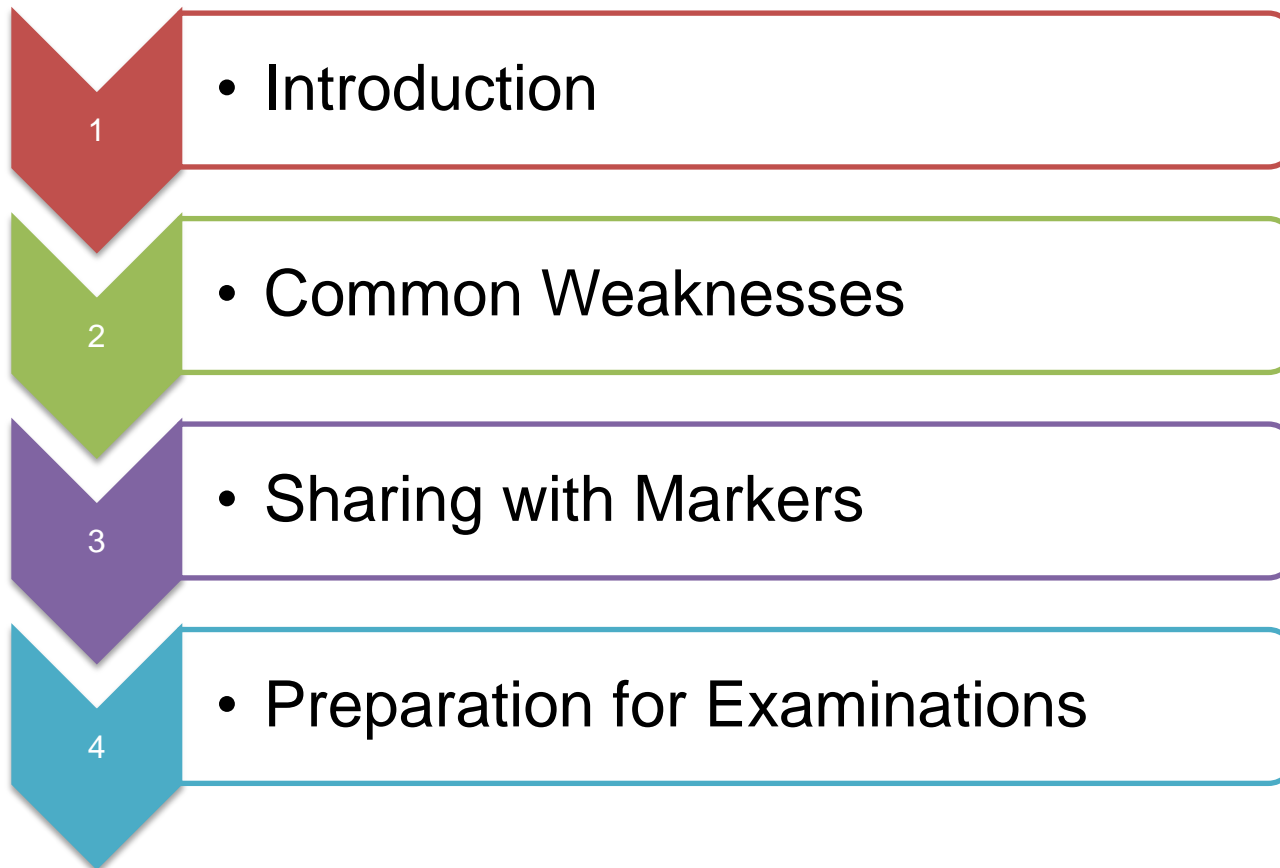 1
• Introduction
2
• Common Weaknesses
3
• Sharing with Markers
4
• Preparation for Examinations